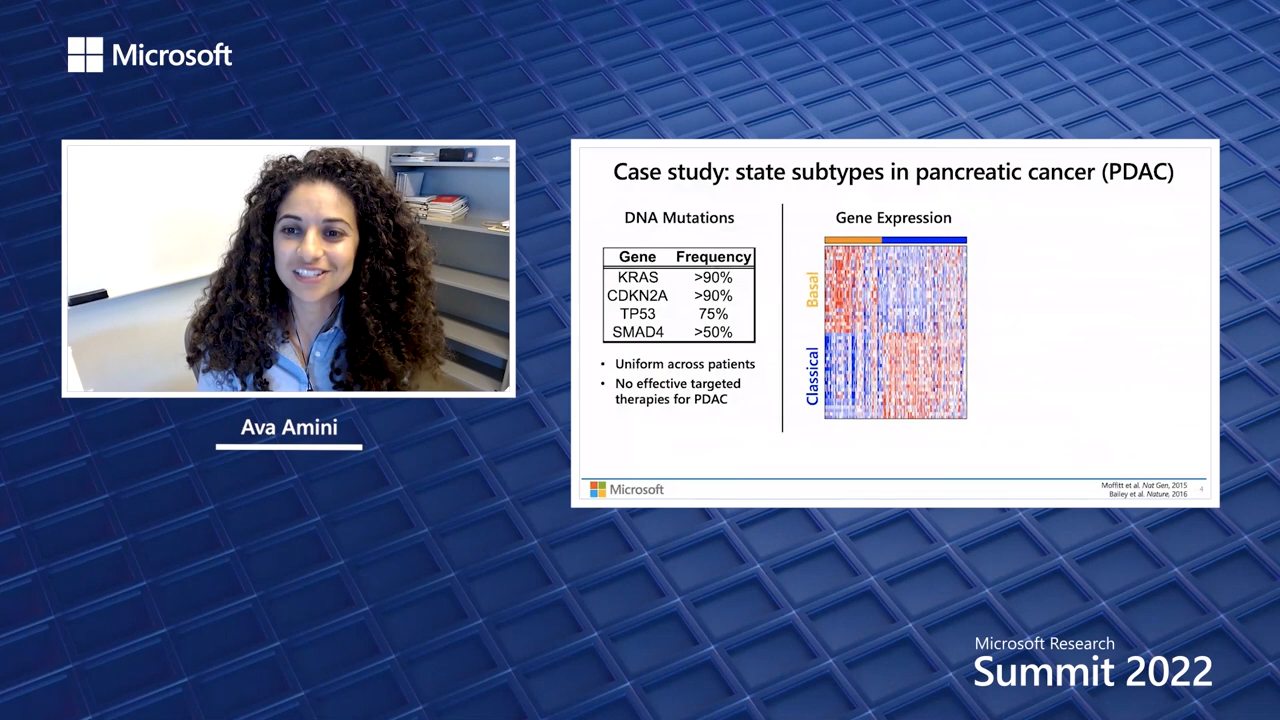 Microsoft
Ava Amini
Case study: state subtypes in pancreatic cancer (PDAC)
DNA Mutations
Gene Frequency
KRAS >90%
CDKN2A >90%
TP53 75%
SMAD4 >50%
• Uniform across patients
• No effective targeted
therapies for PDAC
Gene Expression
Basal
Classical
Microsoft
Moffitt et al. Nat Gen, 2015
Bailey et al. Nature, 2016
4
Microsoft Research
Summit 2022